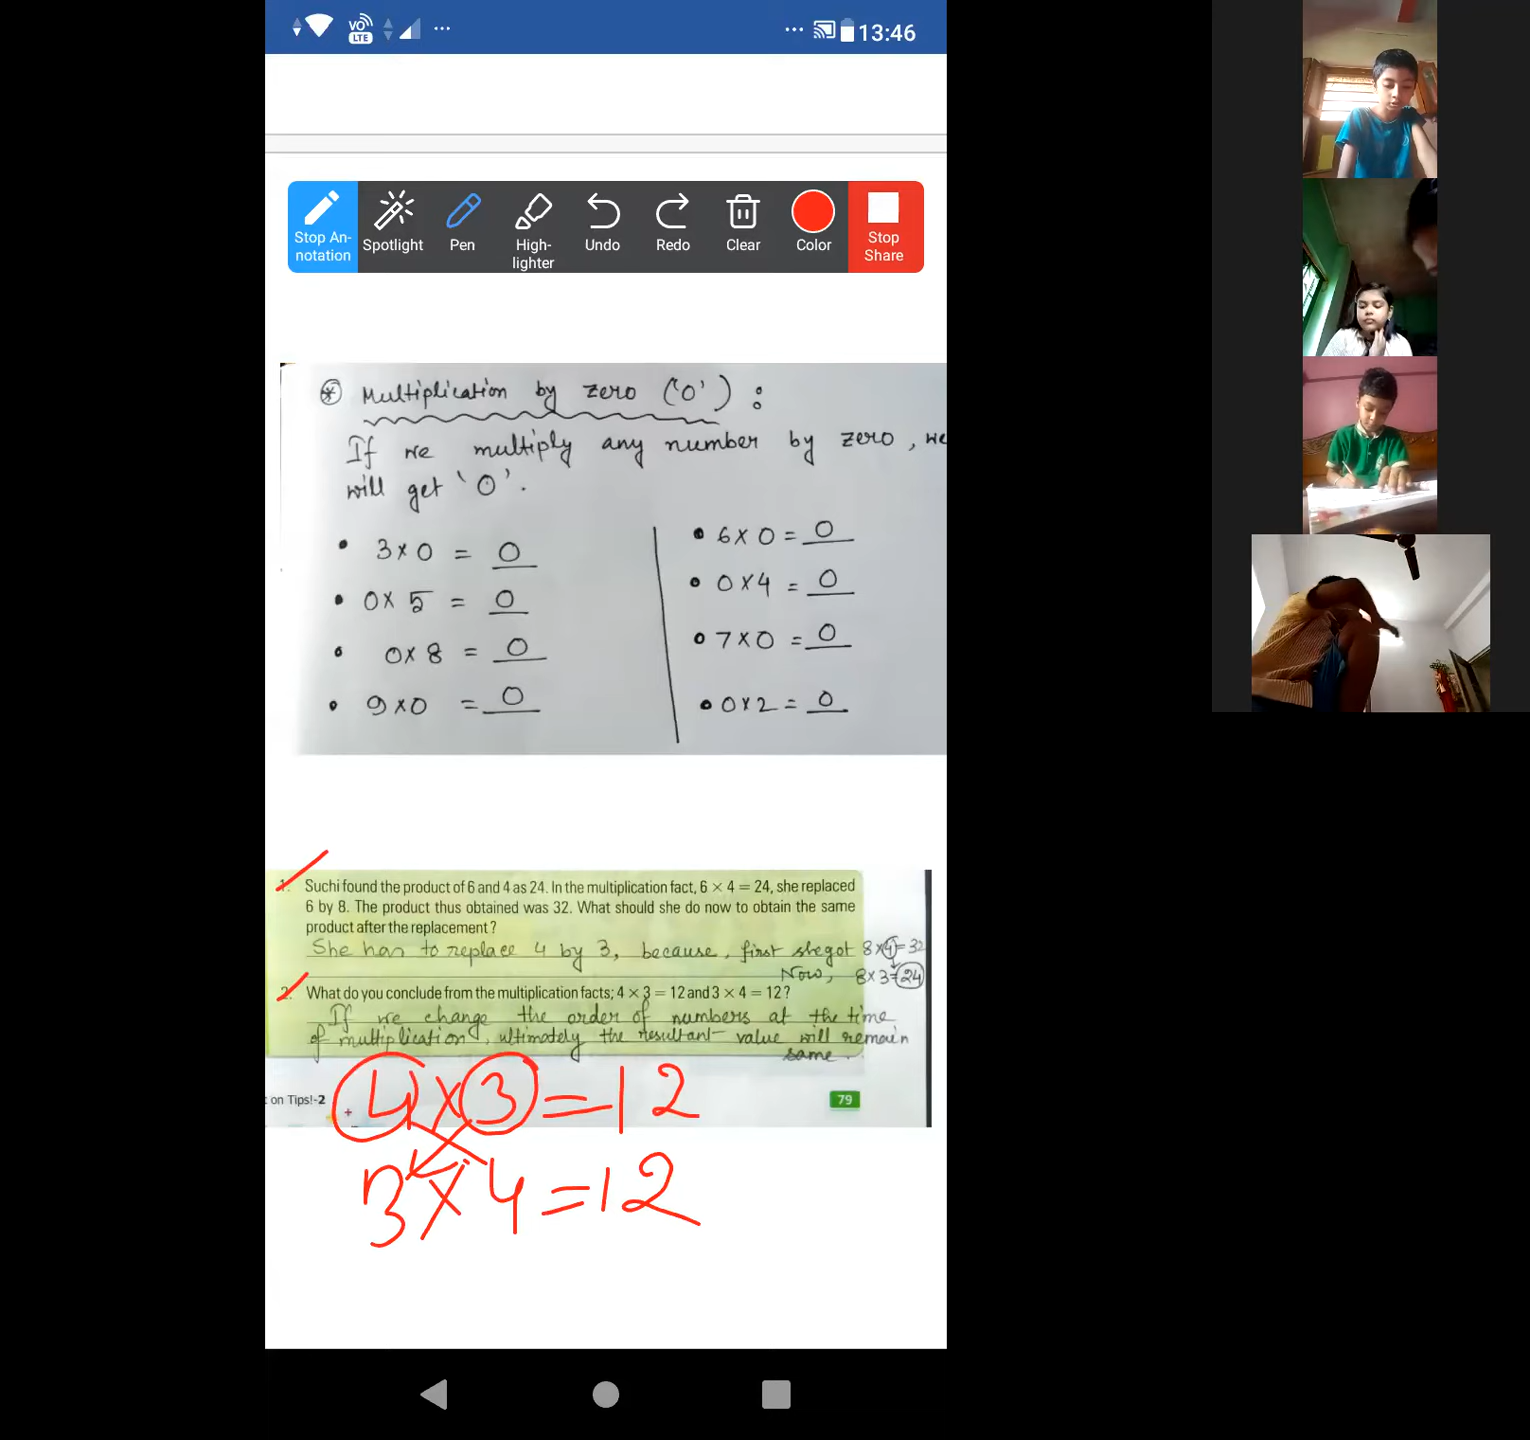 VO
LTE
...
... 13:46
Stop An-
notation
Spotlight
Pen
High-
lighter
Undo
Redo
Clear
Color
Stop
Share
Multiplication by zero ('0') :
If we multiply any number by zero, we
will get '0'.
• 3 × 0 = 0
• 0 × 5 = 0
• 0 × 8 = 0
• 9 × 0 = 0
• 6 × 0 = 0
• 0 × 4 = 0
• 7 × 0 = 0
• 0 × 2 = 0
1. Suchi found the product of 6 and 4 as 24. In the multiplication fact, 6 × 4 = 24, she replaced
6 by 8. The product thus obtained was 32. What should she do now to obtain the same
product after the replacement?
She has to replace 4 by 3, because, first she got 8 × 4 = 32
Now, 8 × 3 = 24
2. What do you conclude from the multiplication facts; 4 × 3 = 12 and 3 × 4 = 12?
If we change the order of numbers at the time
of multiplication, ultimately the resultant value will remain
same.
on Tips!-2
79
4 × 3 = 12
3 × 4 = 12